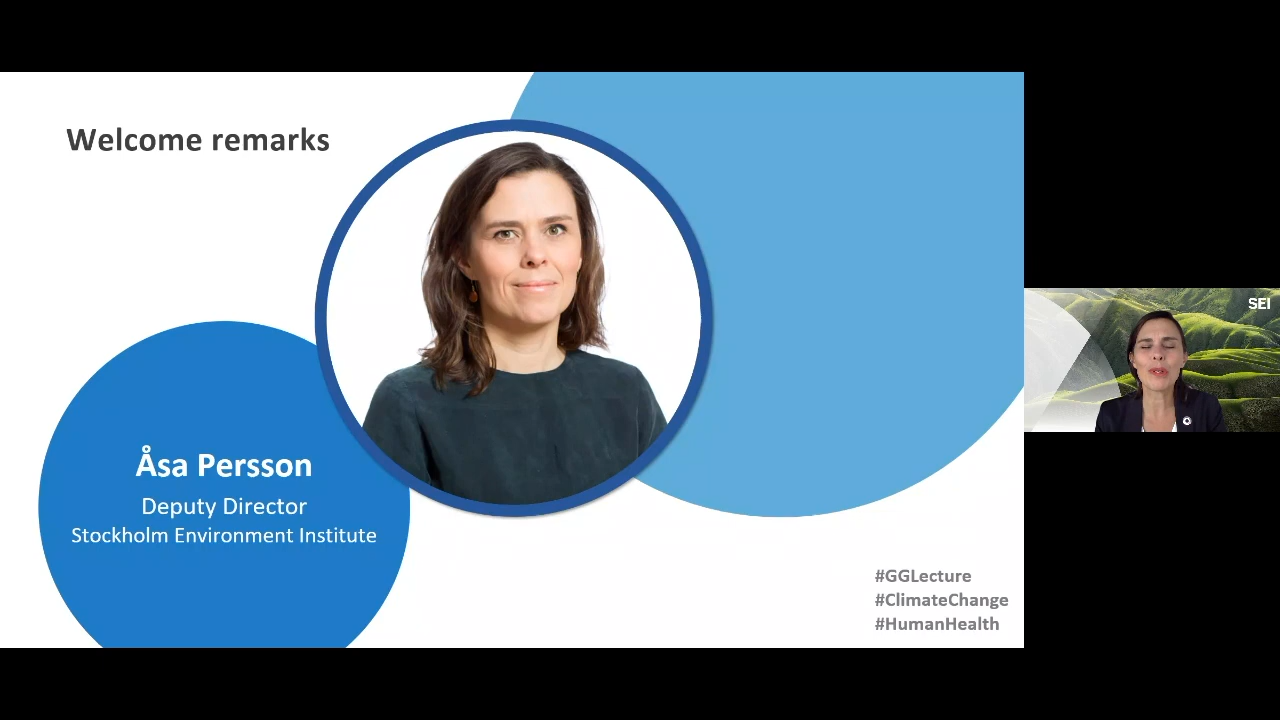 Welcome remarks
Åsa Persson
Deputy Director
Stockholm Environment Institute
#GGLecture
#ClimateChange
#HumanHealth
SEI